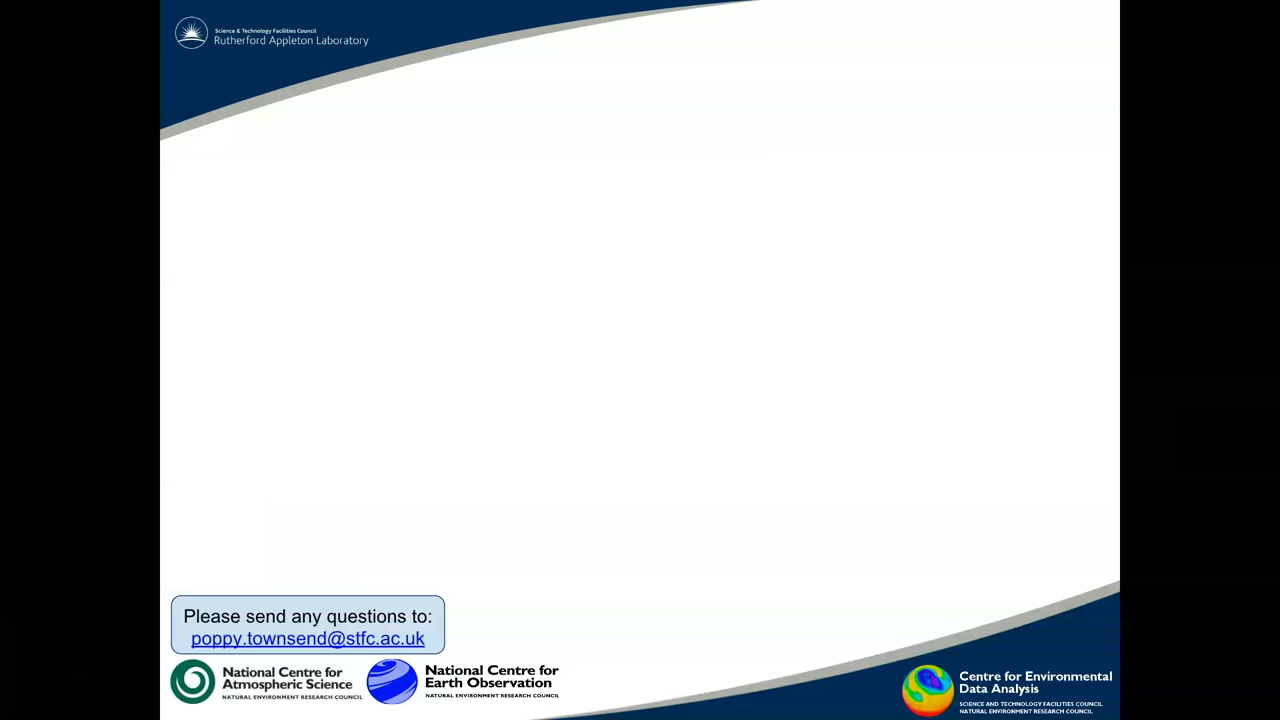 Science & Technology Facilities Council
Rutherford Appleton Laboratory
Please send any questions to:
poppy.townsend@stfc.ac.uk
National Centre for
Atmospheric Science
NATURAL ENVIRONMENT RESEARCH COUNCIL
National Centre for
Earth Observation
NATURAL ENVIRONMENT RESEARCH COUNCIL
Centre for Environmental
Data Analysis
SCIENCE AND TECHNOLOGY FACILITIES COUNCIL
NATURAL ENVIRONMENT RESEARCH COUNCIL